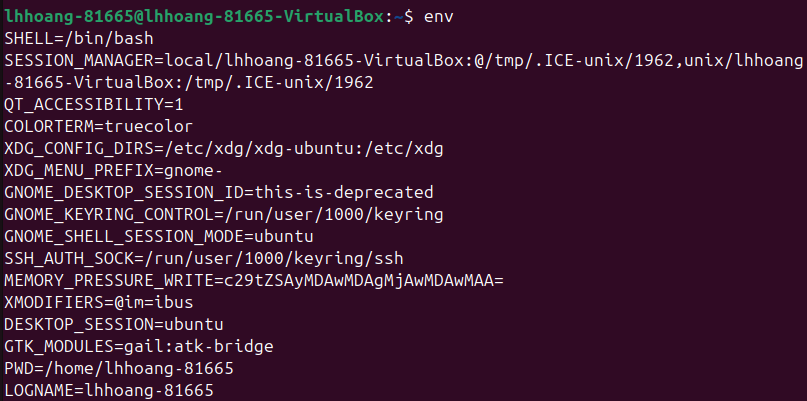 lhhoang-81665@lhhoang-81665-VirtualBox:~$ env
SHELL=/bin/bash
SESSION_MANAGER=local/lhhoang-81665-VirtualBox:@/tmp/.ICE-unix/1962,unix/lhhoang
-81665-VirtualBox:/tmp/.ICE-unix/1962
QT_ACCESSIBILITY=1
COLORTERM=truecolor
XDG_CONFIG_DIRS=/etc/xdg/xdg-ubuntu:/etc/xdg
XDG_MENU_PREFIX=gnome-
GNOME_DESKTOP_SESSION_ID=this-is-deprecated
GNOME_KEYRING_CONTROL=/run/user/1000/keyring
GNOME_SHELL_SESSION_MODE=ubuntu
SSH_AUTH_SOCK=/run/user/1000/keyring/ssh
MEMORY_PRESSURE_WRITE=c29tZSAyMDAwMDAgMjAwMDAwMAA=
XMODIFIERS=@im=ibus
DESKTOP_SESSION=ubuntu
GTK_MODULES=gail:atk-bridge
PWD=/home/lhhoang-81665
LOGNAME=lhhoang-81665